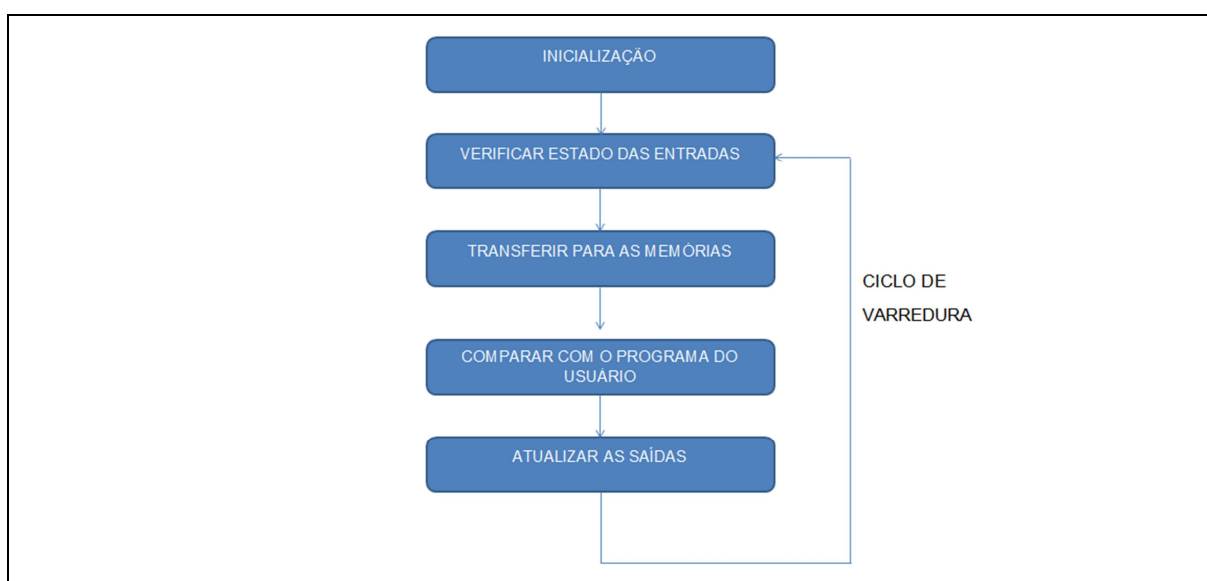 INICIALIZAÇÃO
VERIFICAR ESTADO DAS ENTRADAS
TRANSFERIR PARA AS MEMÓRIAS
CICLO DE
VARREDURA
COMPARAR COM O PROGRAMA DO
USUÁRIO
ATUALIZAR AS SAÍDAS